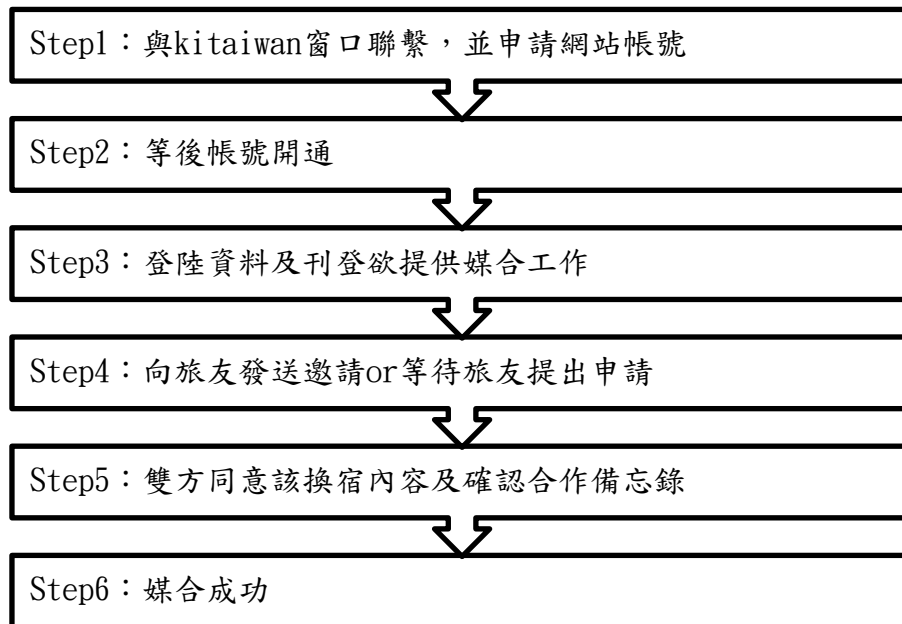 Step1：與kitaiwan窗口聯繫，並申請網站帳號
Step2：等後帳號開通
Step3：登陸資料及刊登欲提供媒合工作
Step4：向旅友發送邀請or等待旅友提出申請
Step5：雙方同意該換宿內容及確認合作備忘錄
Step6：媒合成功